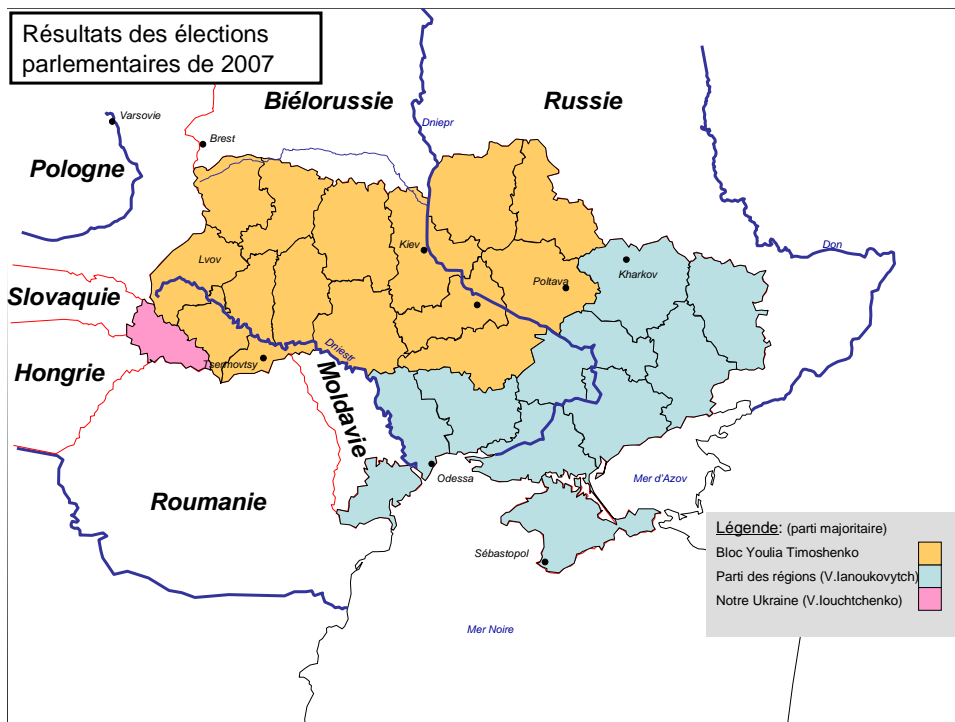 Résultats des élections
parlementaires de 2007
Biélorussie
Russie
Varsovie
Dniepr
Brest
Pologne
Kiev
Lvov
Don
Kharkov
Poltava
Slovaquie
Dniestr
Tsernovtsy
Hongrie
Moldavie
Odessa
Mer d'Azov
Roumanie
Sébastopol
Mer Noire
Légende: (parti majoritaire)
Bloc Youlia Timoshenko
Parti des régions (V.Ianoukovytch)
Notre Ukraine (V.Iouchtchenko)